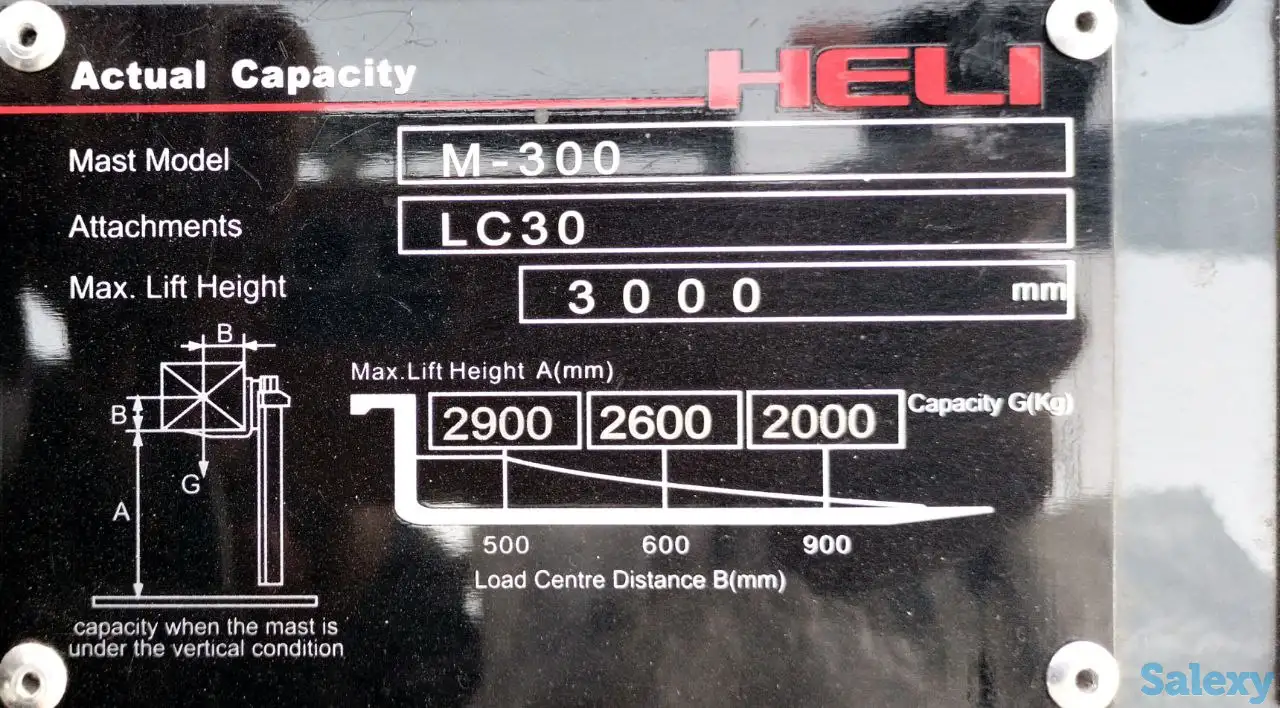 Actual Capacity
HELI
Mast Model M-300
Attachments LC30
Max. Lift Height 3000 mm
B
B
G
A
capacity when the mast is
under the vertical condition
Max.Lift Height A(mm)
2900 2600 2000 Capacity G(Kg)
500 600 900
Load Centre Distance B(mm)
Salexy